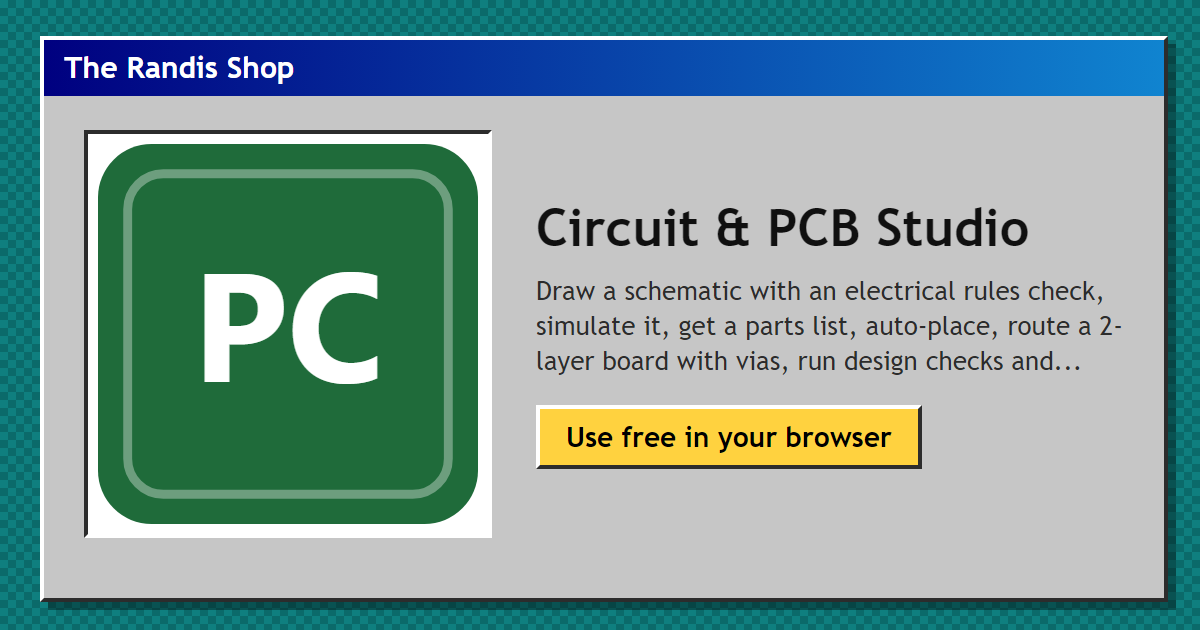 The Randis Shop
PC
Circuit & PCB Studio
Draw a schematic with an electrical rules check,
simulate it, get a parts list, auto-place, route a 2-
layer board with vias, run design checks and...
Use free in your browser